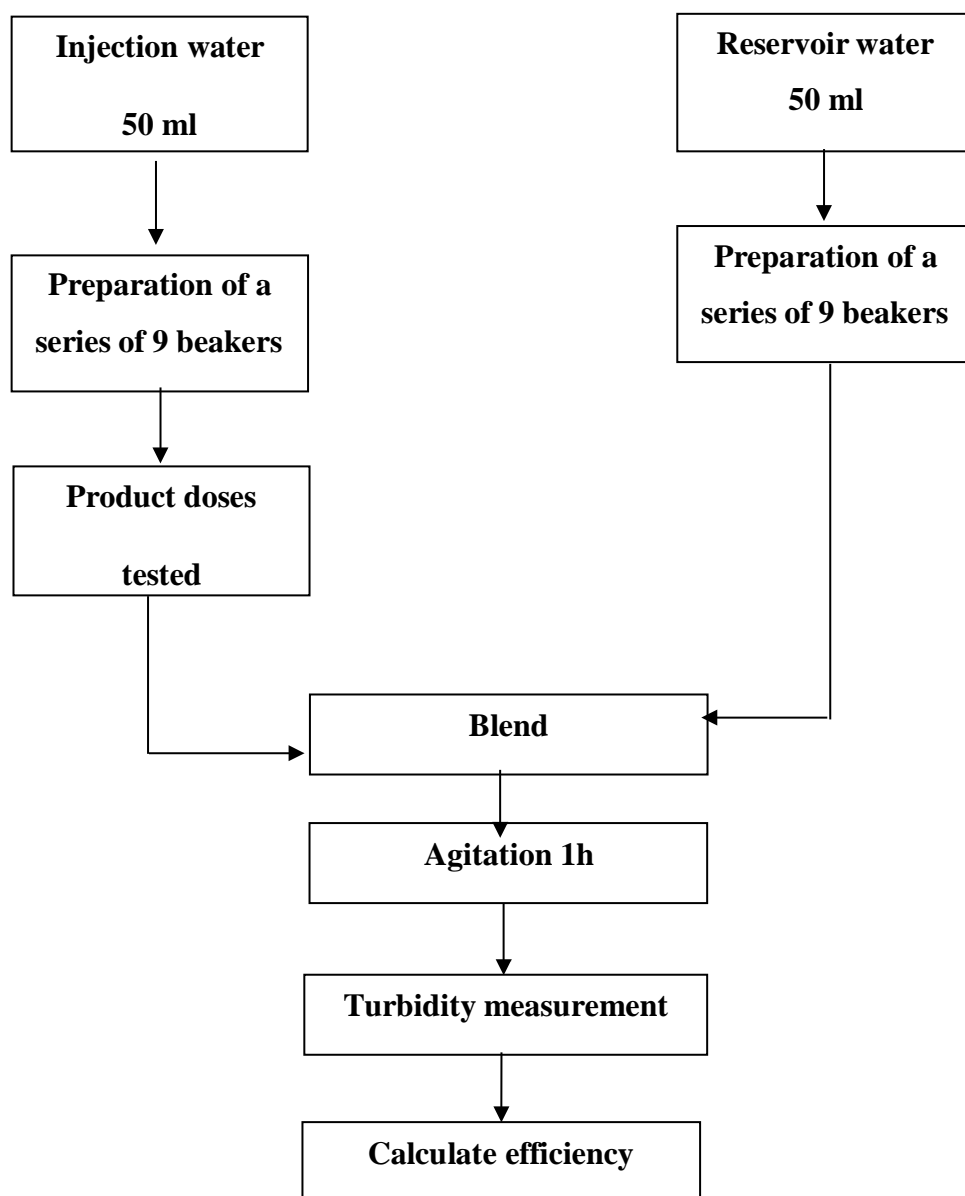 Injection water
50 ml
Reservoir water
50 ml
Preparation of a
series of 9 beakers
Preparation of a
series of 9 beakers
Product doses
tested
Blend
Agitation 1h
Turbidity measurement
Calculate efficiency